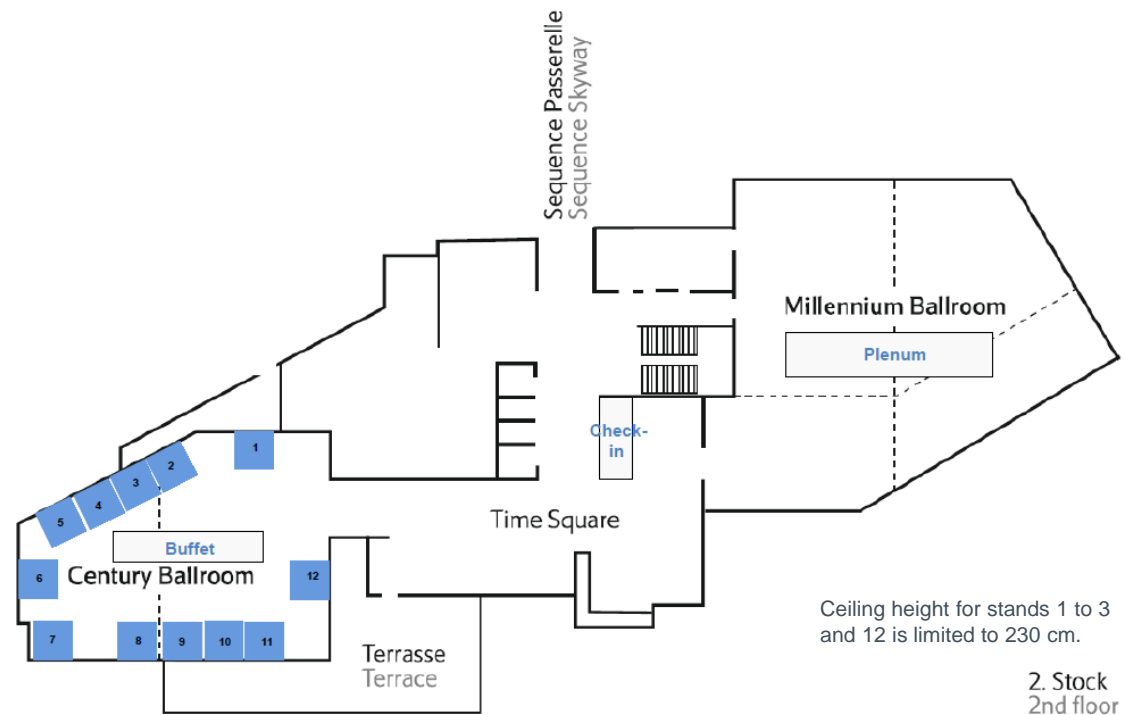 Sequence Passerelle
Sequence Skyway
Millennium Ballroom
Plenum
Check-
in
1
2
3
4
5
Time Square
Buffet
6
Century Ballroom
12
7
8
9
10
11
Ceiling height for stands 1 to 3
and 12 is limited to 230 cm.
Terrasse
Terrace
2. Stock
2nd floor